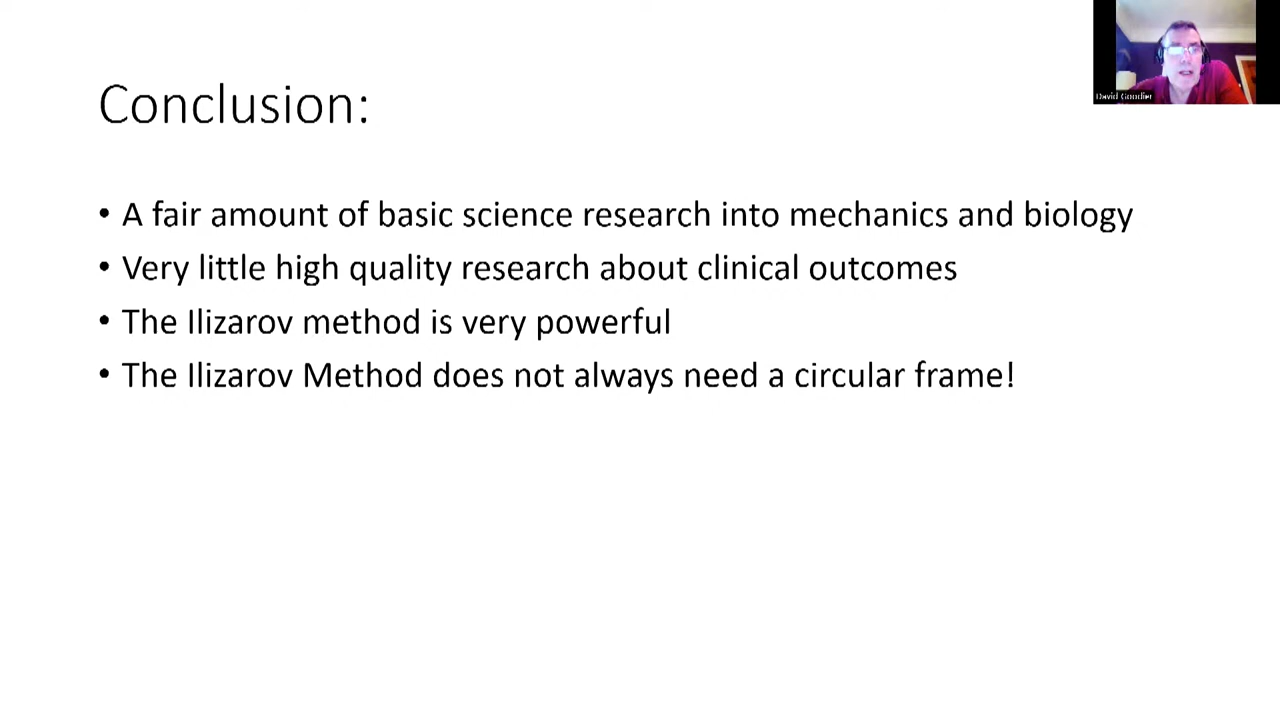 Conclusion:
David Goodier
• A fair amount of basic science research into mechanics and biology
• Very little high quality research about clinical outcomes
• The Ilizarov method is very powerful
• The Ilizarov Method does not always need a circular frame!